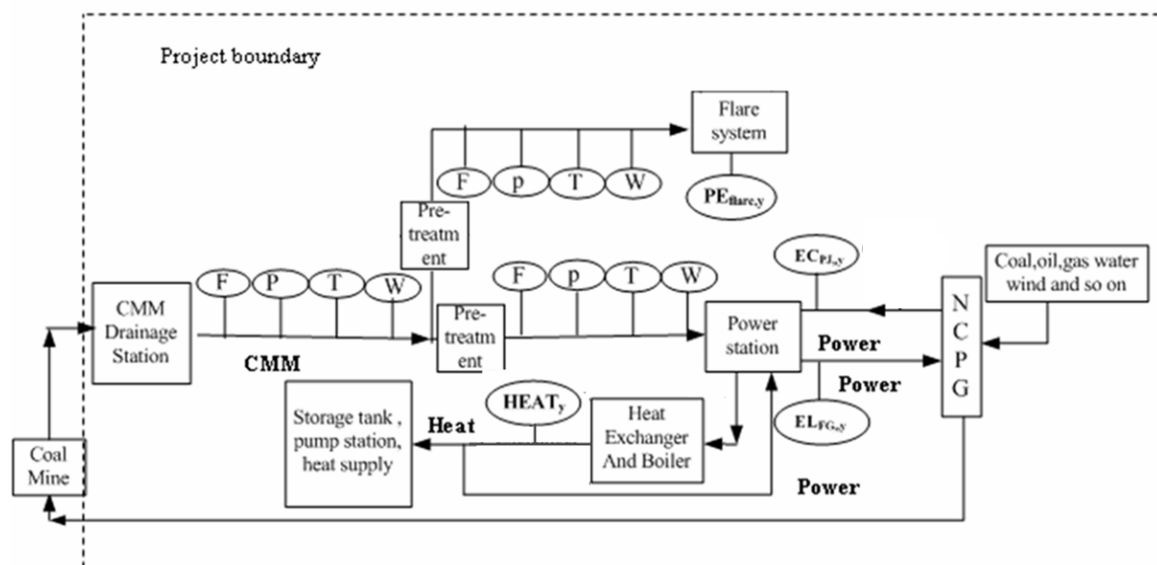 Project boundary
Flare
system
F
p
T
W
PEflare,y
Pre-
treatm
ent
F
P
T
W
F
p
T
W
ECPJ,,y
Coal,oil,gas water
wind and so on
CMM
Drainage
Station
CMM
Pre-
treatm
ent
Power
station
Power
Power
N
C
P
G
ELFG,,y
Storage tank ,
pump station,
heat supply
Heat
HEATy
Heat
Exchanger
And Boiler
Power
Coal
Mine